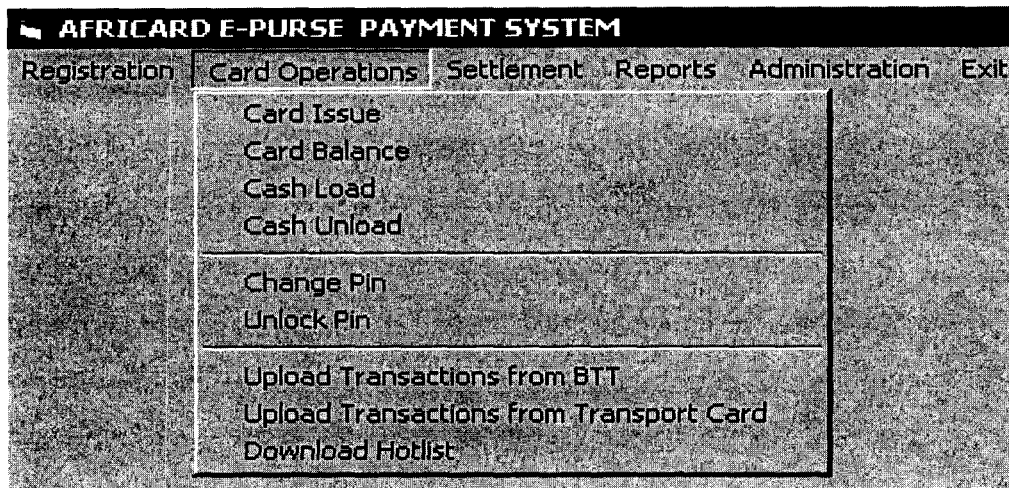 AFRICARD E-PURSE PAYMENT SYSTEM
Registration Card Operations Settlement Reports Administration Exit
Card Issue
Card Balance
Cash Load
Cash Unload
Change Pin
Unlock Pin
Upload Transactions from BTT
Upload Transactions from Transport Card
Download Hotlist